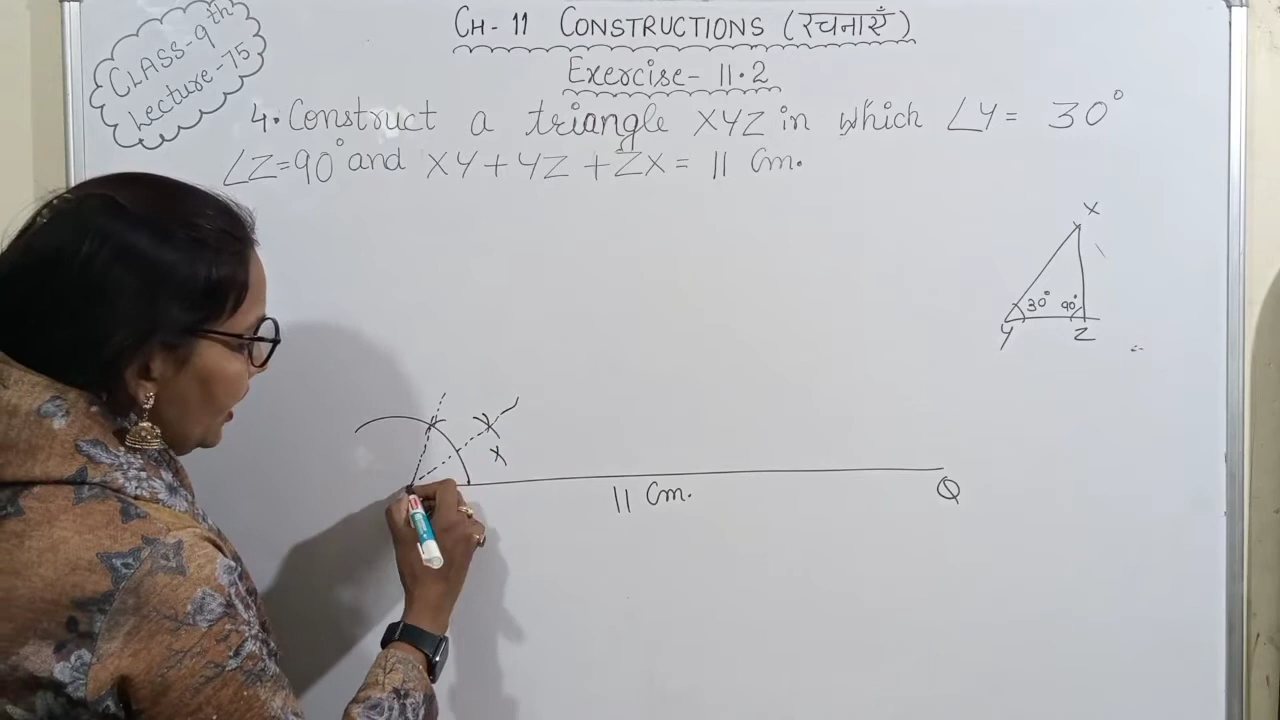 CLASS-9th
Lecture-75
CH-11 CONSTRUCTIONS (रचनाएँ)
Exercise-11.2
4. Construct a triangle XYZ in which ∠Y = 30°
∠Z=90° and XY+YZ+ZX = 11 Cm.
X
30° 90°
Y Z
X
11 Cm. Q